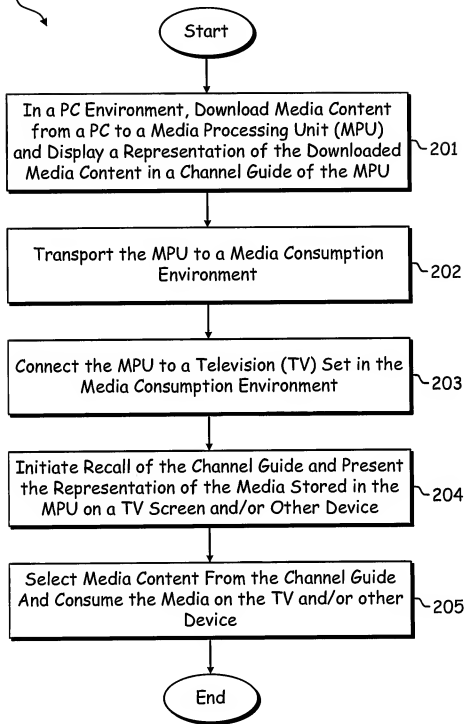 Start
In a PC Environment, Download Media Content
from a PC to a Media Processing Unit (MPU)
and Display a Representation of the Downloaded
Media Content in a Channel Guide of the MPU
201
Transport the MPU to a Media Consumption
Environment
202
Connect the MPU to a Television (TV) Set in the
Media Consumption Environment
203
Initiate Recall of the Channel Guide and Present
the Representation of the Media Stored in the
MPU on a TV Screen and/or Other Device
204
Select Media Content From the Channel Guide
And Consume the Media on the TV and/or other
Device
205
End